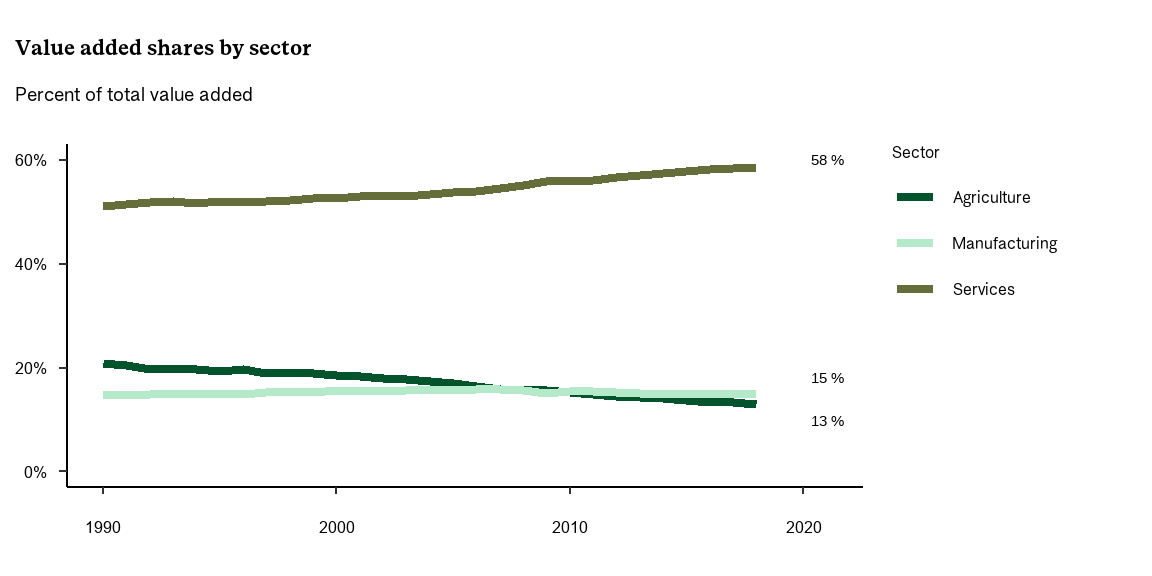 Value added shares by sector
Percent of total value added
60%
40%
20%
0%
1990 2000 2010 2020
58 %
15 %
13 %
Sector
Agriculture
Manufacturing
Services